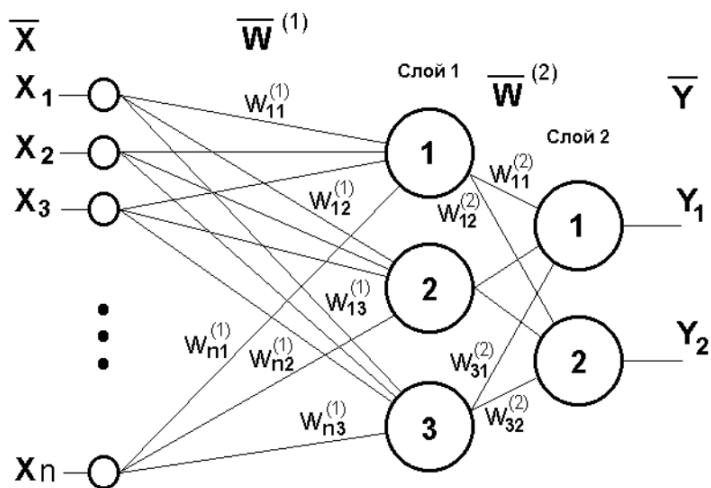 X̅ W̅(1)
Слой 1
W̅(2) Y̅
X1
W11(1)
Слой 2
X2
1
W11(2)
X3
W12(1)
W12(2)
1
Y1
2
W13(1)
Wn1(1) Wn2(1)
W31(2)
2
Y2
Wn3(1)
3
W32(2)
Xn